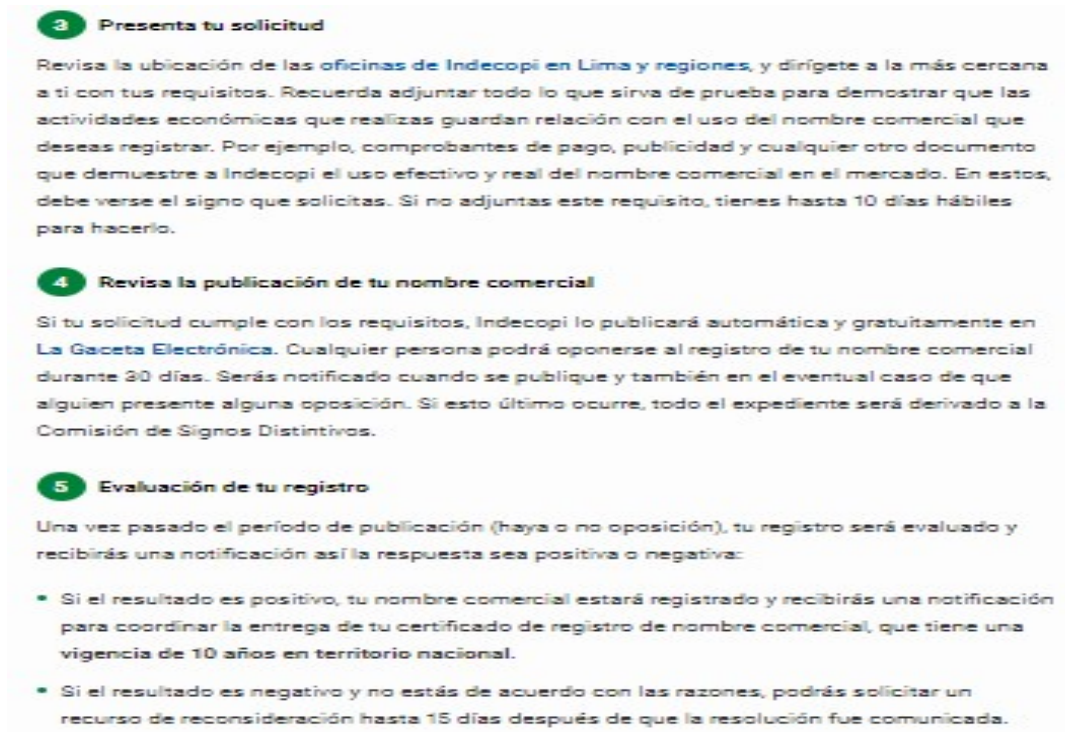 3 Presenta tu solicitud
Revisa la ubicación de las oficinas de Indecopi en Lima y regiones, y dirígete a la más cercana
a ti con tus requisitos. Recuerda adjuntar todo lo que sirva de prueba para demostrar que las
actividades económicas que realizas guardan relación con el uso del nombre comercial que
deseas registrar. Por ejemplo, comprobantes de pago, publicidad y cualquier otro documento
que demuestre a Indecopi el uso efectivo y real del nombre comercial en el mercado. En estos,
debe verse el signo que solicitas. Si no adjuntas este requisito, tienes hasta 10 días hábiles
para hacerlo.
4 Revisa la publicación de tu nombre comercial
Si tu solicitud cumple con los requisitos, Indecopi lo publicará automática y gratuitamente en
La Gaceta Electrónica. Cualquier persona podrá oponerse al registro de tu nombre comercial
durante 30 días. Serás notificado cuando se publique y también en el eventual caso de que
alguien presente alguna oposición. Si esto último ocurre, todo el expediente será derivado a la
Comisión de Signos Distintivos.
5 Evaluación de tu registro
Una vez pasado el período de publicación (haya o no oposición), tu registro será evaluado y
recibirás una notificación así la respuesta sea positiva o negativa:
• Si el resultado es positivo, tu nombre comercial estará registrado y recibirás una notificación
para coordinar la entrega de tu certificado de registro de nombre comercial, que tiene una
vigencia de 10 años en territorio nacional.
• Si el resultado es negativo y no estás de acuerdo con las razones, podrás solicitar un
recurso de reconsideración hasta 15 días después de que la resolución fue comunicada.